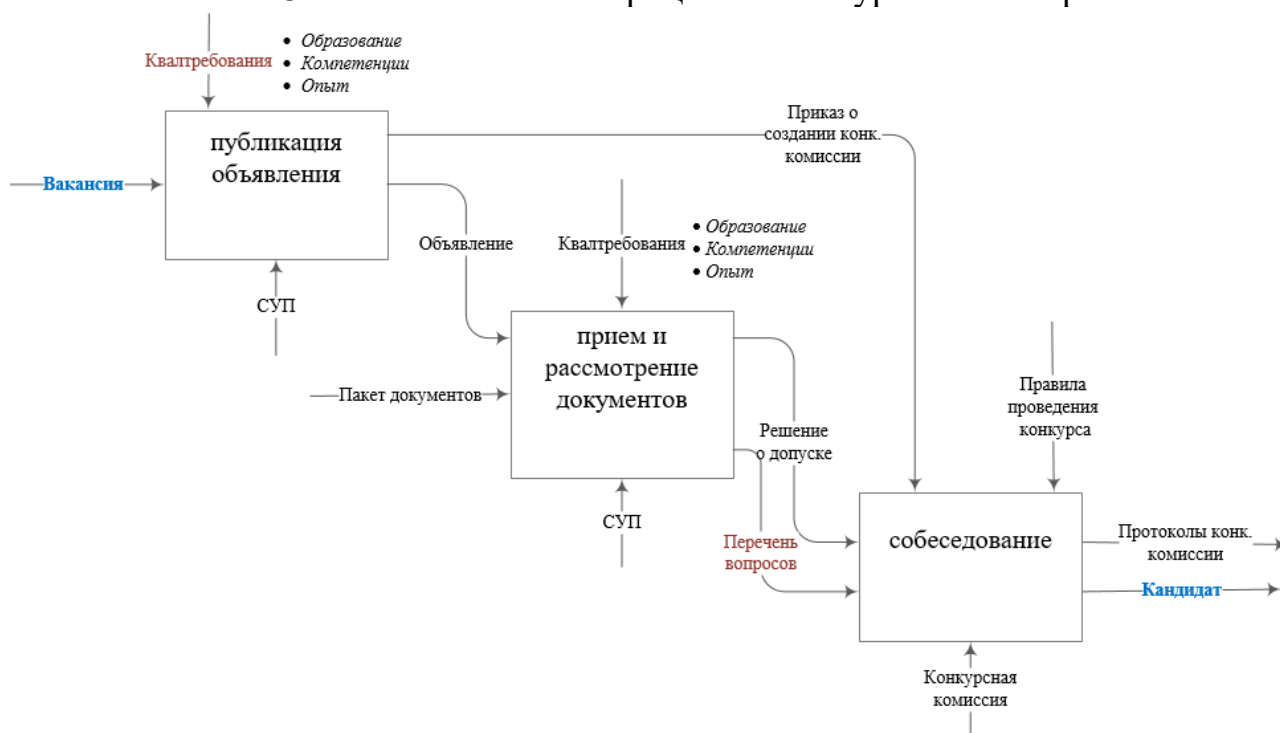 Квалтребования
• Образование
• Компетенции
• Опыт
публикация
объявления
Вакансия
СУП
Приказ о
создании конк.
комиссии
Объявление
Квалтребования
• Образование
• Компетенции
• Опыт
прием и
рассмотрение
документов
Пакет документов
СУП
Решение
о допуске
Перечень
вопросов
Правила
проведения
конкурса
собеседование
Протоколы конк.
комиссии
Кандидат
Конкурсная
комиссия